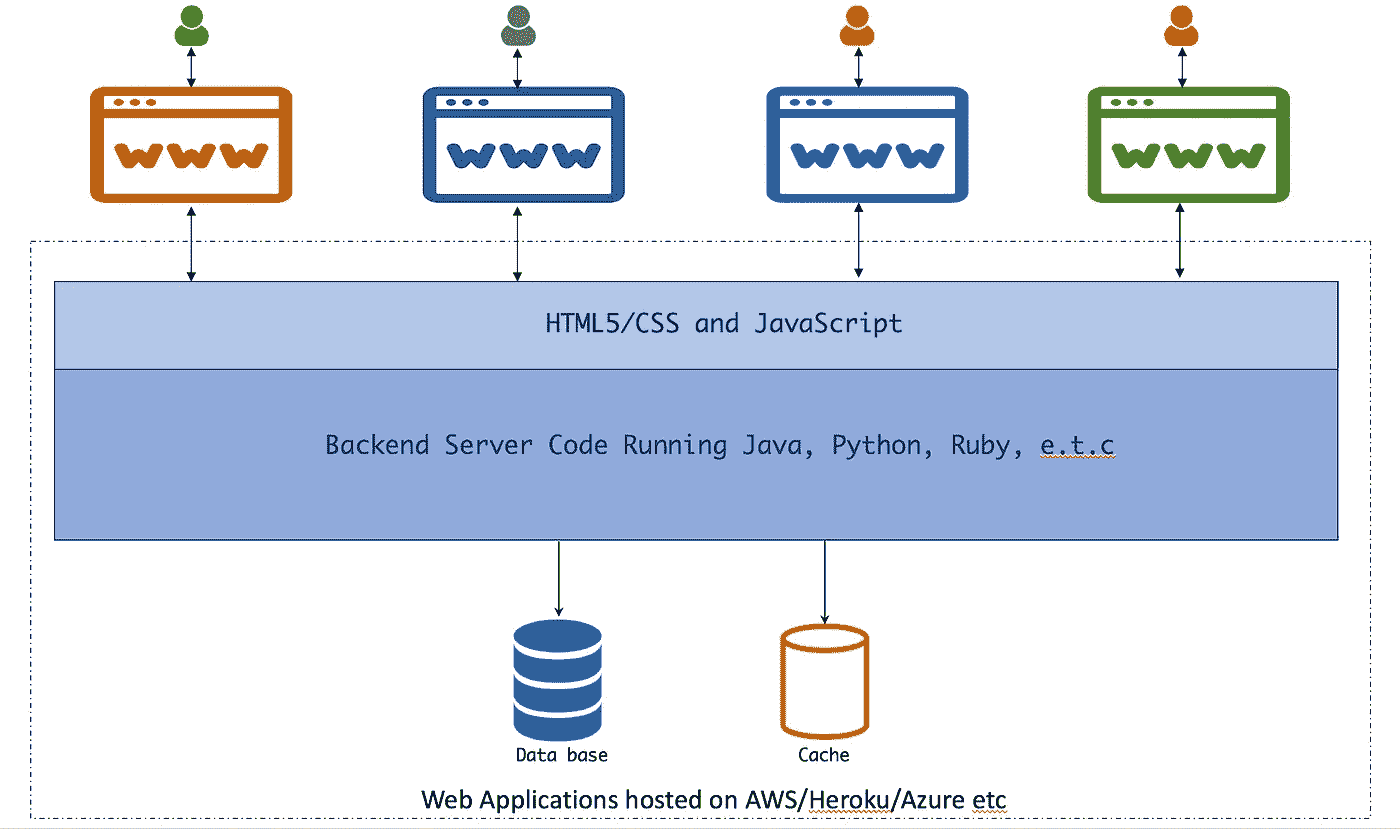 WWW WWW WWW WWW
HTML5/CSS and JavaScript
Backend Server Code Running Java, Python, Ruby, e.t.c
Data base Cache
Web Applications hosted on AWS/Heroku/Azure etc